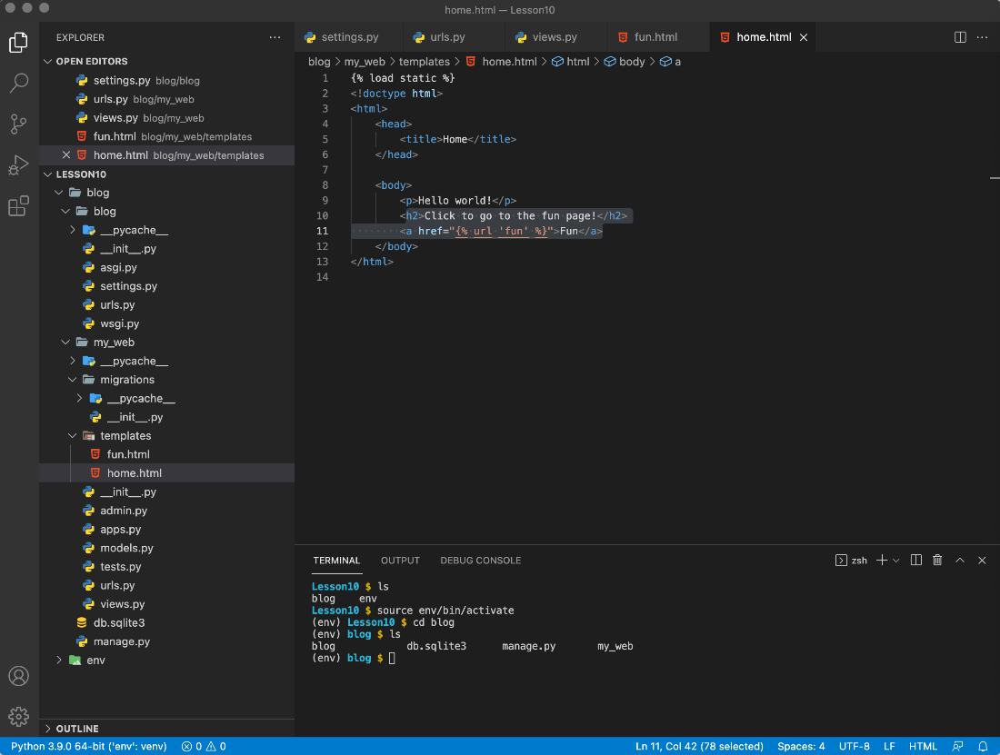 home.html — Lesson10
EXPLORER
OPEN EDITORS
settings.py blog/blog
urls.py blog/my_web
views.py blog/my_web
fun.html blog/my_web/templates
home.html blog/my_web/templates
LESSON10
blog
blog
__pycache__
__init__.py
asgi.py
settings.py
urls.py
wsgi.py
my_web
__pycache__
migrations
__pycache__
__init__.py
templates
fun.html
home.html
__init__.py
admin.py
apps.py
models.py
tests.py
urls.py
views.py
db.sqlite3
manage.py
env
OUTLINE
settings.py urls.py views.py fun.html home.html
blog > my_web > templates > home.html > html > body > a
1 {% load static %}
2 <!doctype html>
3 <html>
4 <head>
5 <title>Home</title>
6 </head>
7
8 <body>
9 <p>Hello world!</p>
10 <h2>Click to go to the fun page!</h2>
11 <a href="{% url 'fun' %}">Fun</a>
12 </body>
13 </html>
14
TERMINAL OUTPUT DEBUG CONSOLE zsh
Lesson10 $ ls
blog env
Lesson10 $ source env/bin/activate
(env) Lesson10 $ cd blog
(env) blog $ ls
blog db.sqlite3 manage.py my_web
(env) blog $
Python 3.9.0 64-bit ('env': venv) 0 0 Ln 11, Col 42 (78 selected) Spaces: 4 UTF-8 LF HTML